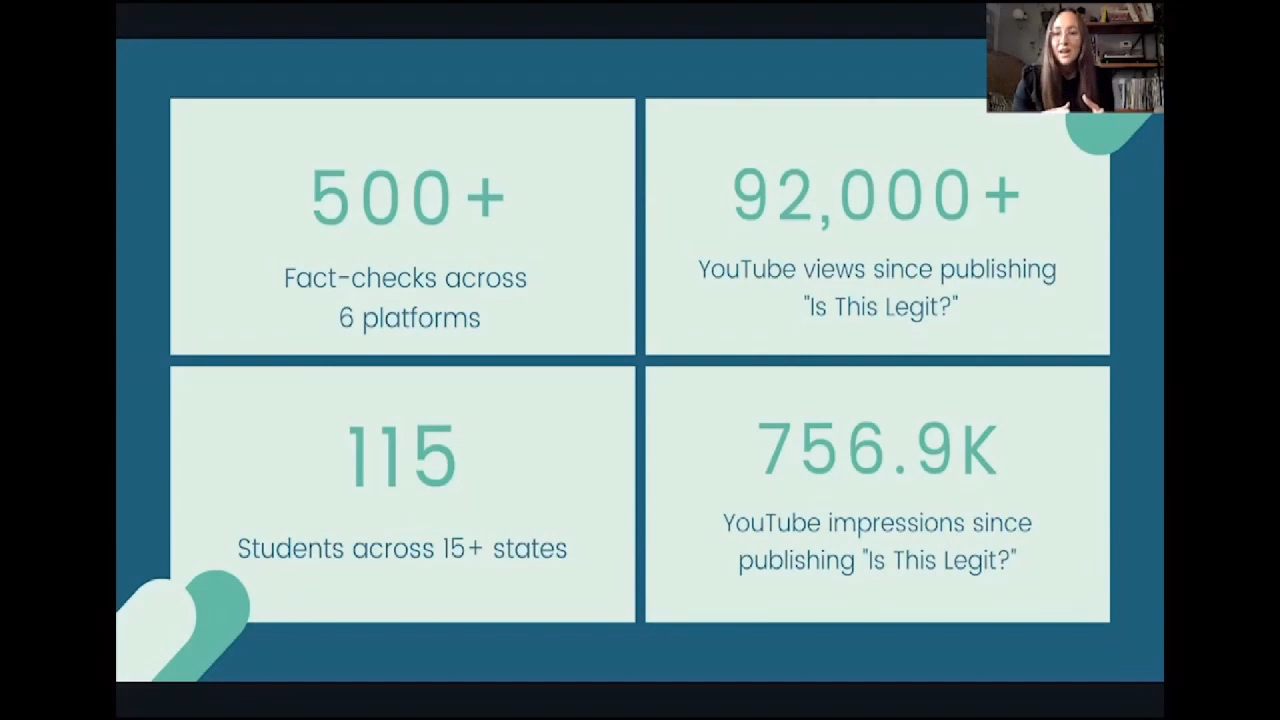 500+
Fact-checks across
6 platforms
92,000+
YouTube views since publishing
"Is This Legit?"
115
Students across 15+ states
756.9K
YouTube impressions since
publishing "Is This Legit?"